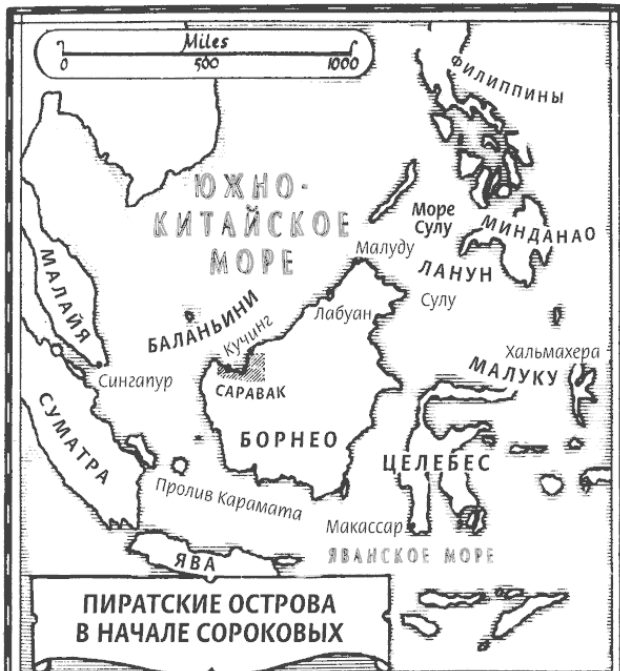 Miles
0 500 1000
ФИЛИППИНЫ
ЮЖНО-
КИТАЙСКОЕ
МОРЕ
Море
Сулу
МИНДАНАО
Малуду
ЛАНУН
Сулу
МАЛАЙЯ
БАЛАНЬИНИ
Лабуан
Кучинг
Сингапур
САРАВАК
Хальмахера
МАЛУКУ
СУМАТРА
БОРНЕО
ЦЕЛЕБЕС
Пролив Карамата
Макассар
ЯВАНСКОЕ МОРЕ
ЯВА
ПИРАТСКИЕ ОСТРОВА
В НАЧАЛЕ СОРОКОВЫХ